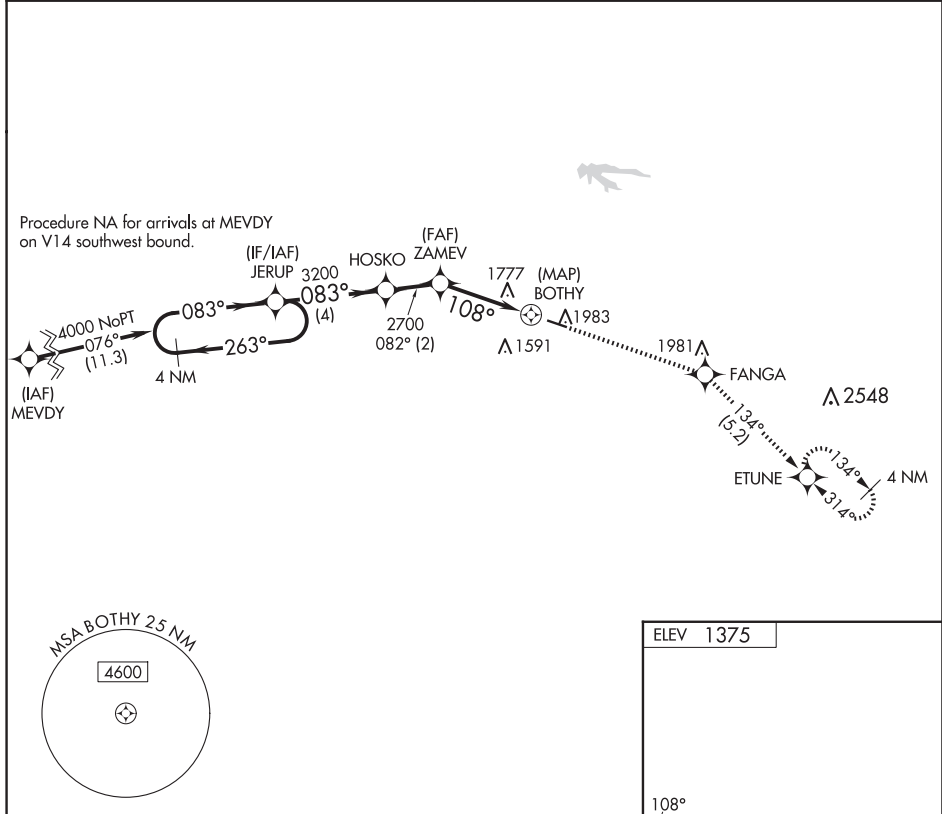 Procedure NA for arrivals at MEVDY
on V14 southwest bound.
(IAF)
MEVDY
4000 NoPT
076°
(11.3)
083°
263°
4 NM
(IF/IAF)
JERUP
3200
083°
(4)
HOSKO
2700
082° (2)
(FAF)
ZAMEV
108°
1777
(MAP)
BOTHY
1983
1591
1981
FANGA
2548
134°
(5.2)
ETUNE
134°
314°
4 NM
MSA BOTHY 25 NM
4600
ELEV 1375
108°